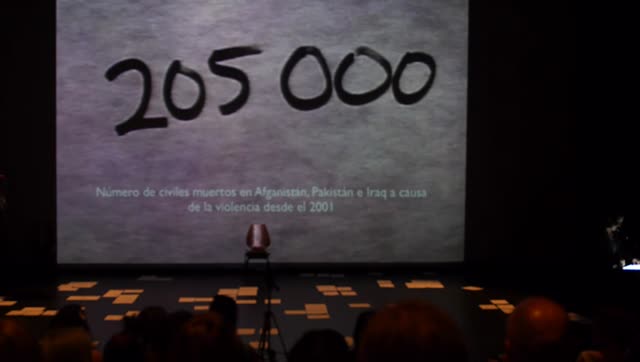 205 000
Número de civiles muertos en Afganistán, Pakistán e Iraq a causa
de la violencia desde el 2001